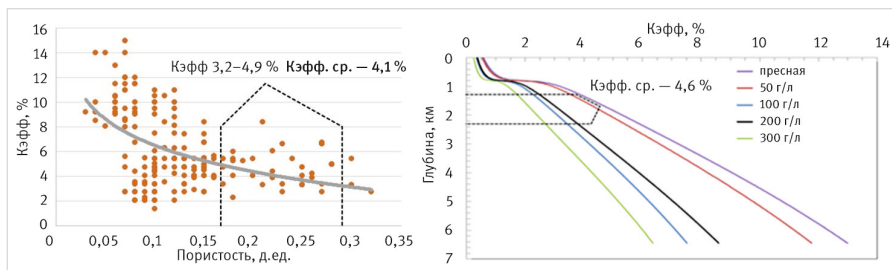 16
14
12
10
8
6
4
2
0
Кэфф, %
Кэфф 3,2–4,9 % Кэфф. ср. — 4,1 %
0 0,05 0,1 0,15 0,2 0,25 0,3 0,35
Пористость, д.ед.
Кэфф, %
0 2 4 6 8 10 12 14
0
1
2
3
4
5
6
7
Глубина, км
Кэфф. ср. — 4,6 %
пресная
50 г/л
100 г/л
200 г/л
300 г/л